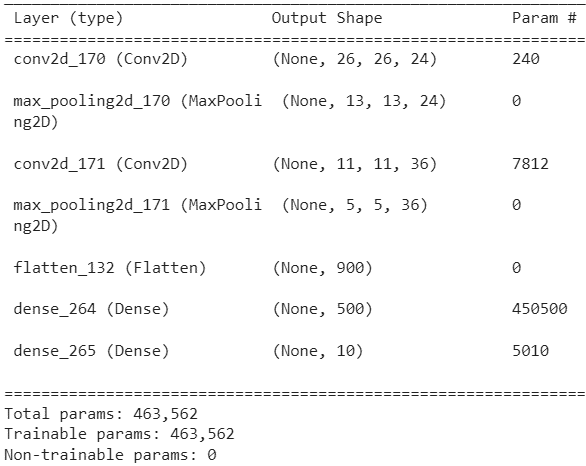 Layer (type) Output Shape Param #
=================================================================
conv2d_170 (Conv2D) (None, 26, 26, 24) 240
max_pooling2d_170 (MaxPooli (None, 13, 13, 24) 0
ng2D)
conv2d_171 (Conv2D) (None, 11, 11, 36) 7812
max_pooling2d_171 (MaxPooli (None, 5, 5, 36) 0
ng2D)
flatten_132 (Flatten) (None, 900) 0
dense_264 (Dense) (None, 500) 450500
dense_265 (Dense) (None, 10) 5010
=================================================================
Total params: 463,562
Trainable params: 463,562
Non-trainable params: 0